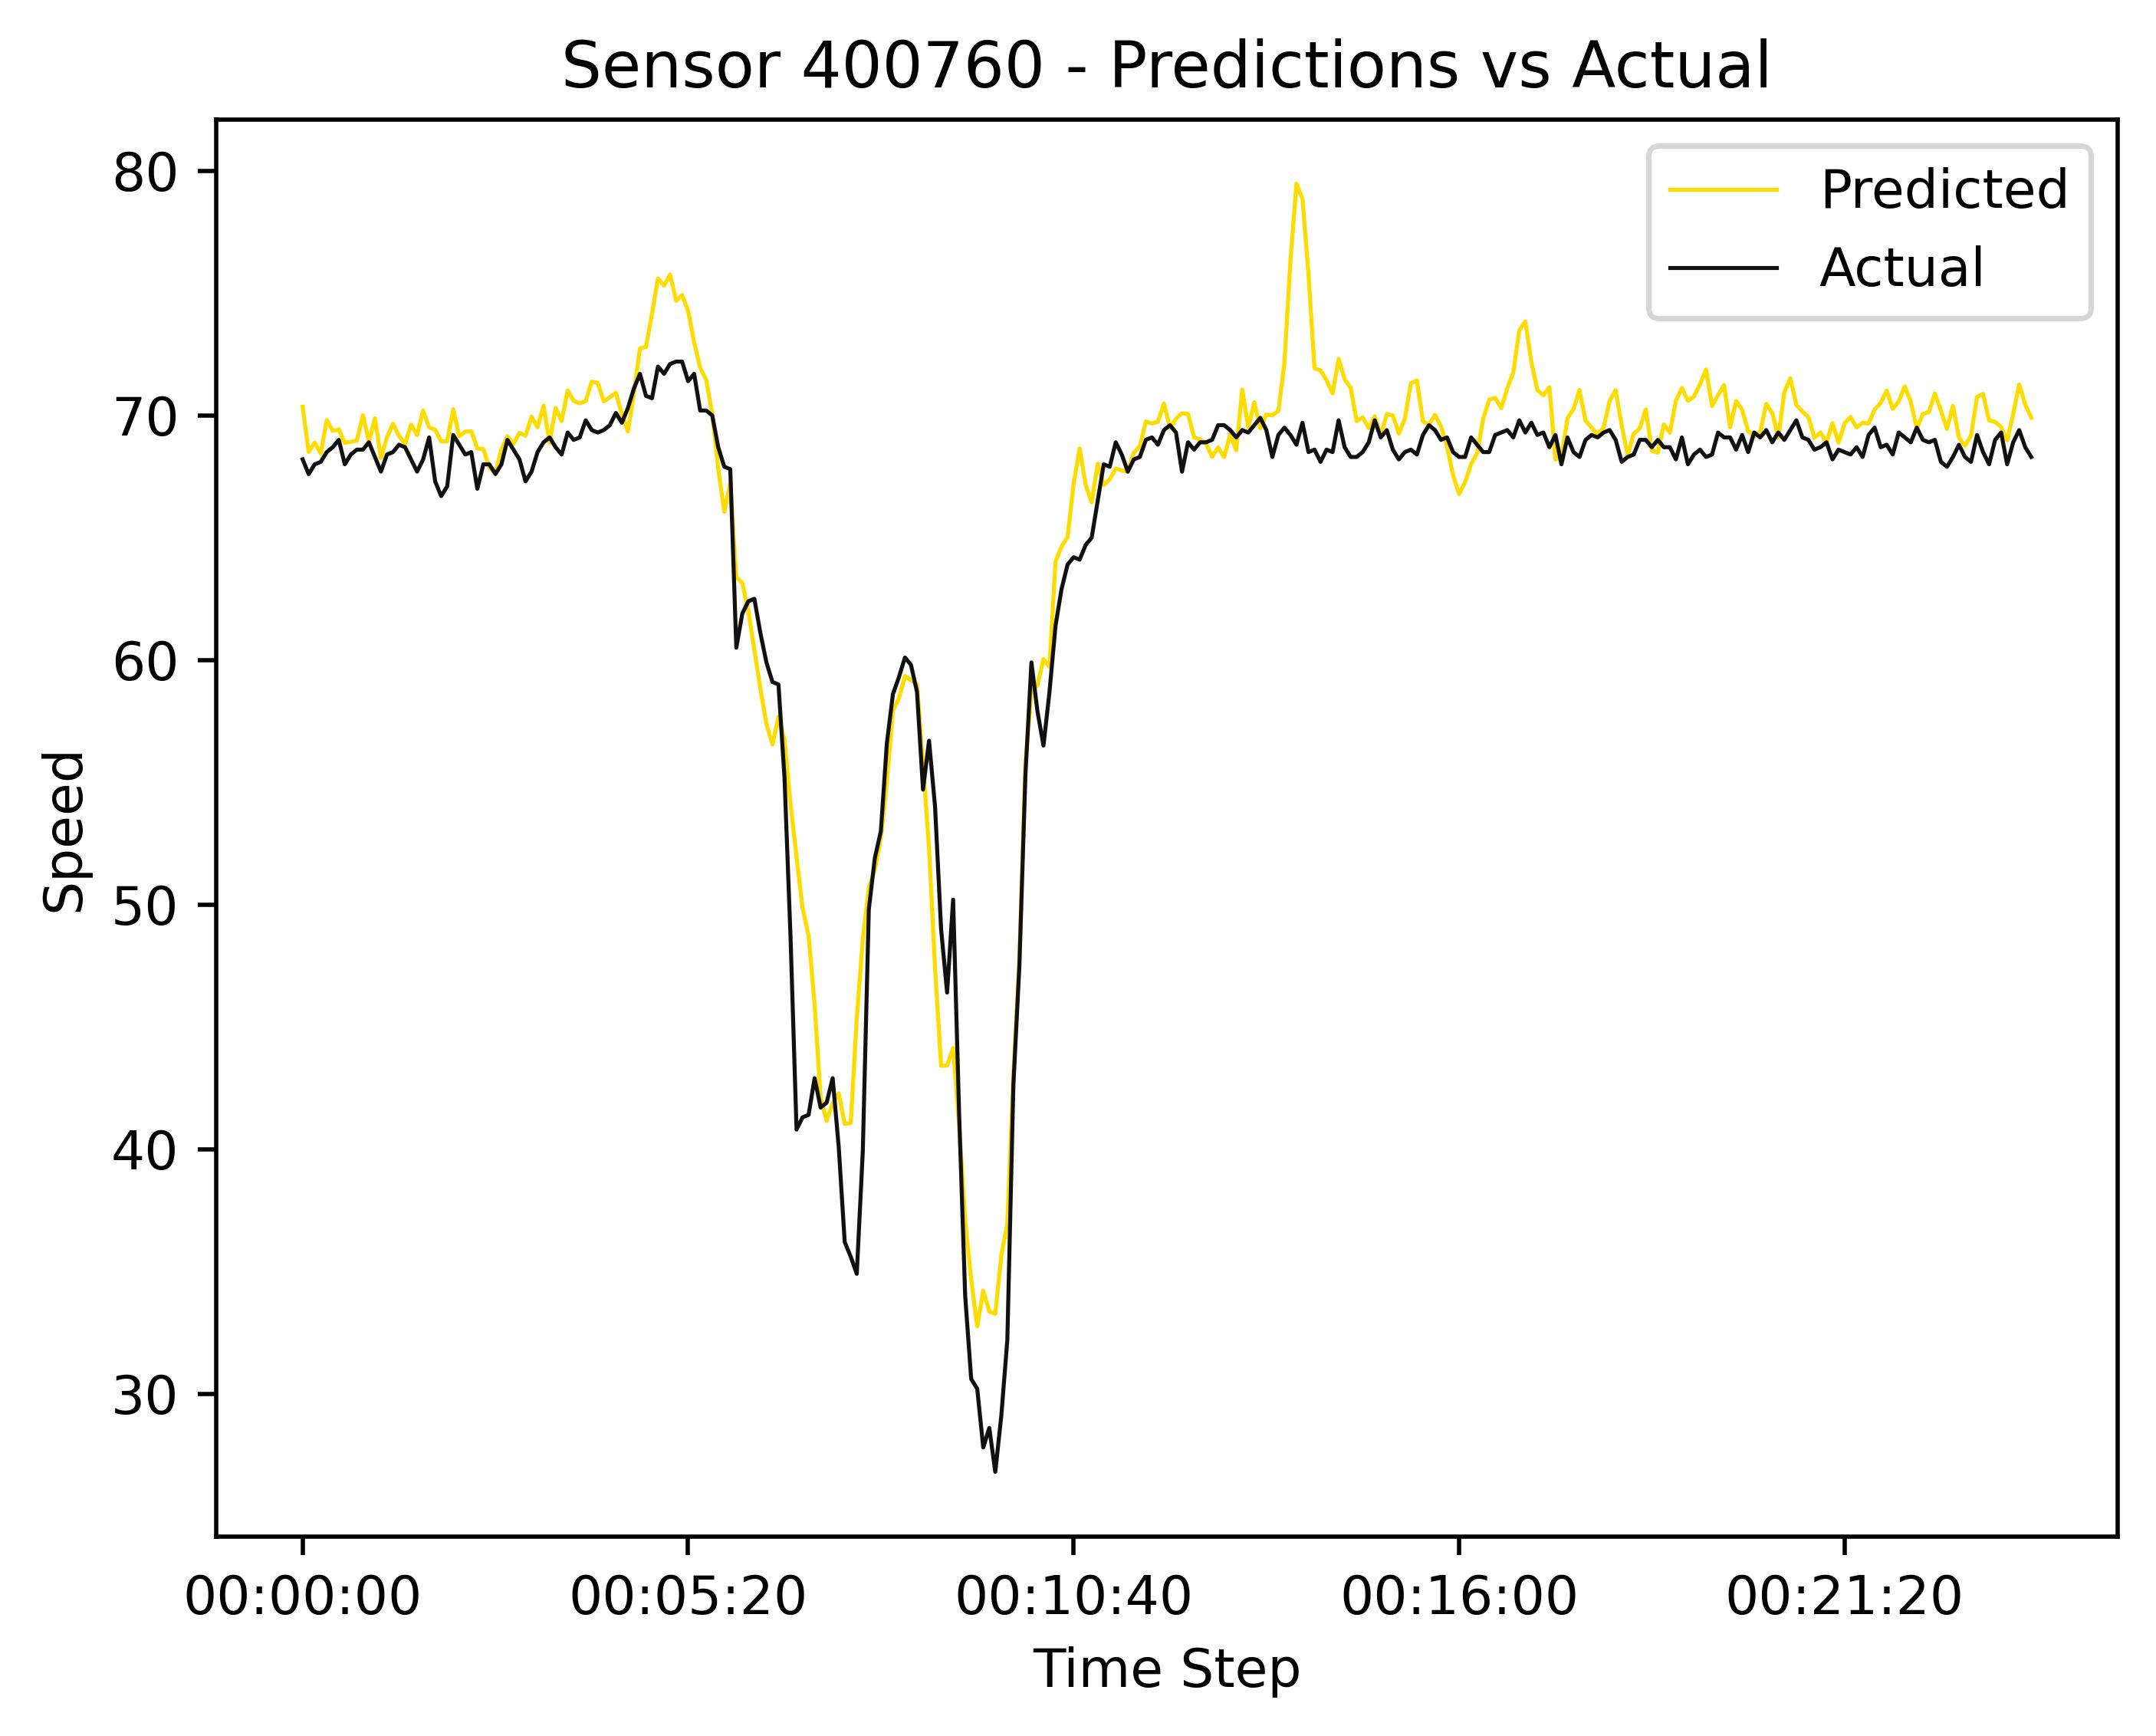 Sensor 400760 - Predictions vs Actual
80
70
60
50
40
30
Speed
Predicted
Actual
00:00:00
00:05:20
00:10:40
00:16:00
00:21:20
Time Step